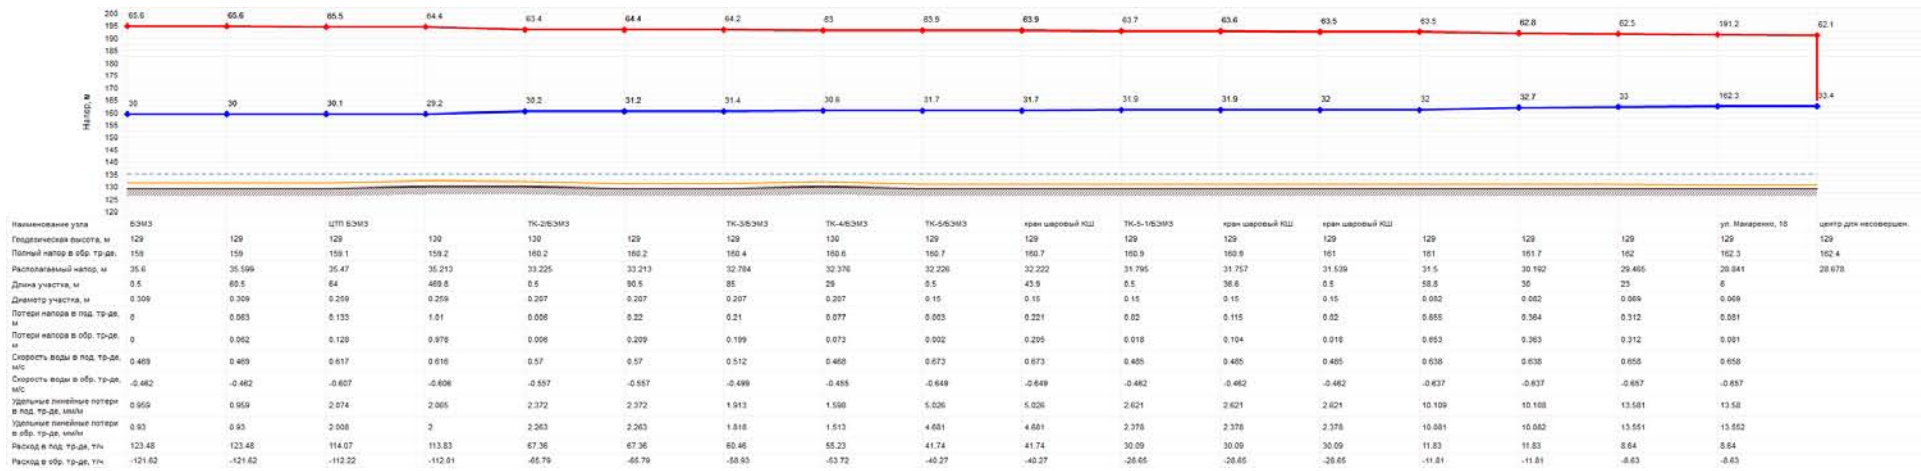 200 65.6 65.6 65.5 64.4 63.4 64.4 64.2 63 63.9 63.9 63.7 63.6 63.5 63.5 62.8 62.5 191.2 62.1
195
190
185
180
175
170
165 30 30 30.1 29.2 30.2 31.2 31.4 30.6 31.7 31.7 31.9 31.9 32 32 32.7 33 162.3 33.4
160
155
150
145
140
135
130
125
120
Напор, м
Наименование узла БЭМЗ ЦТП БЭМЗ ТК-2/БЭМЗ ТК-3/БЭМЗ ТК-4/БЭМЗ ТК-5/БЭМЗ кран шаровый КШ ТК-5-1/БЭМЗ кран шаровый КШ кран шаровый КШ ул. Макаренко, 18 центр для несовершен.
Геодезическая высота, м 129 129 129 130 130 129 129 130 129 129 129 129 129 129 129 129 129 129
Полный напор в обр. тр-де, 159 159 159.1 159.2 160.2 160.2 160.4 160.6 160.7 160.7 160.9 160.9 161 161 161.7 162 162.3 162.4
Располагаемый напор, м 35.6 35.599 35.47 35.213 33.225 33.213 32.784 32.376 32.226 32.222 31.795 31.757 31.539 31.5 30.192 29.465 28.841 28.678
Длина участка, м 0.5 60.5 64 469.8 0.5 90.5 85 29 0.5 43.9 0.5 36.6 0.5 58.8 30 23 6
Диаметр участка, м 0.309 0.309 0.259 0.259 0.207 0.207 0.207 0.207 0.15 0.15 0.15 0.15 0.15 0.082 0.082 0.069 0.069
Потери напора в под. тр-де, 0 0.063 0.133 1.01 0.006 0.22 0.21 0.077 0.003 0.221 0.02 0.115 0.02 0.655 0.364 0.312 0.081
м
Потери напора в обр. тр-де, 0 0.062 0.128 0.978 0.006 0.209 0.199 0.073 0.002 0.205 0.018 0.104 0.018 0.653 0.363 0.312 0.081
м
Скорость воды в под. тр-де, 0.469 0.469 0.617 0.616 0.57 0.57 0.512 0.468 0.673 0.673 0.485 0.485 0.485 0.638 0.638 0.658 0.658
м/с
Скорость воды в обр. тр-де, -0.462 -0.462 -0.607 -0.606 -0.557 -0.557 -0.499 -0.455 -0.649 -0.649 -0.462 -0.462 -0.462 -0.637 -0.637 -0.657 -0.657
м/с
Удельные линейные потери 0.959 0.959 2.074 2.065 2.372 2.372 1.913 1.598 5.026 5.026 2.621 2.621 2.621 10.109 10.108 13.581 13.58
в под. тр-де, мм/м
Удельные линейные потери 0.93 0.93 2.008 2 2.263 2.263 1.818 1.513 4.681 4.681 2.378 2.378 2.378 10.081 10.082 13.551 13.552
в обр. тр-де, мм/м
Расход в под. тр-де, т/ч 123.48 123.48 114.07 113.83 67.36 67.36 60.46 55.23 41.74 41.74 30.09 30.09 30.09 11.83 11.83 8.64 8.64
Расход в обр. тр-де, т/ч -121.62 -121.62 -112.22 -112.01 -65.79 -65.79 -58.93 -53.72 -40.27 -40.27 -28.65 -28.65 -28.65 -11.81 -11.81 -8.63 -8.63